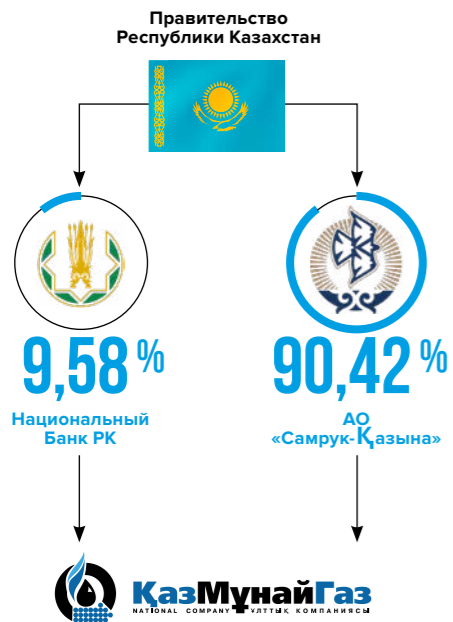 Правительство
Республики Казахстан
9,58 %
Национальный
Банк РК
90,42 %
АО
«Самрук-Қазына»
ҚазМұнайГаз
NATIONAL COMPANY ҰЛТТЫҚ КОМПАНИЯСЫ